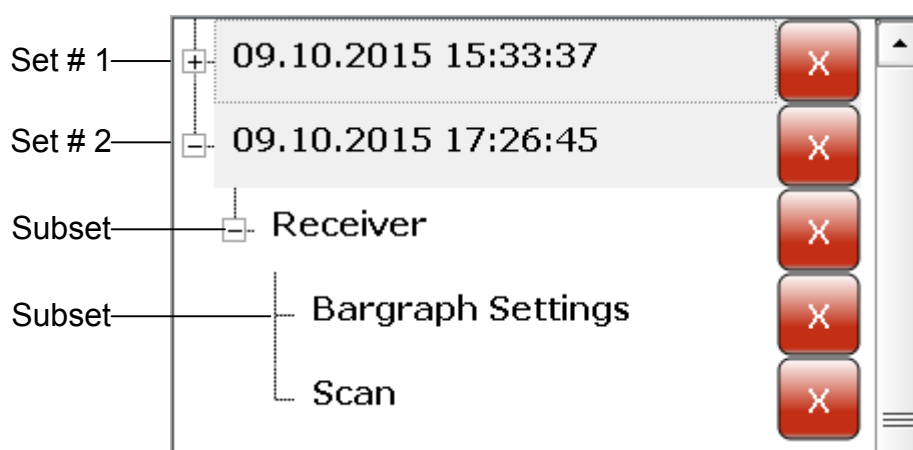 Set # 1 09.10.2015 15:33:37 X
Set # 2 09.10.2015 17:26:45 X
Subset Receiver X
Subset Bargraph Settings X
Scan X